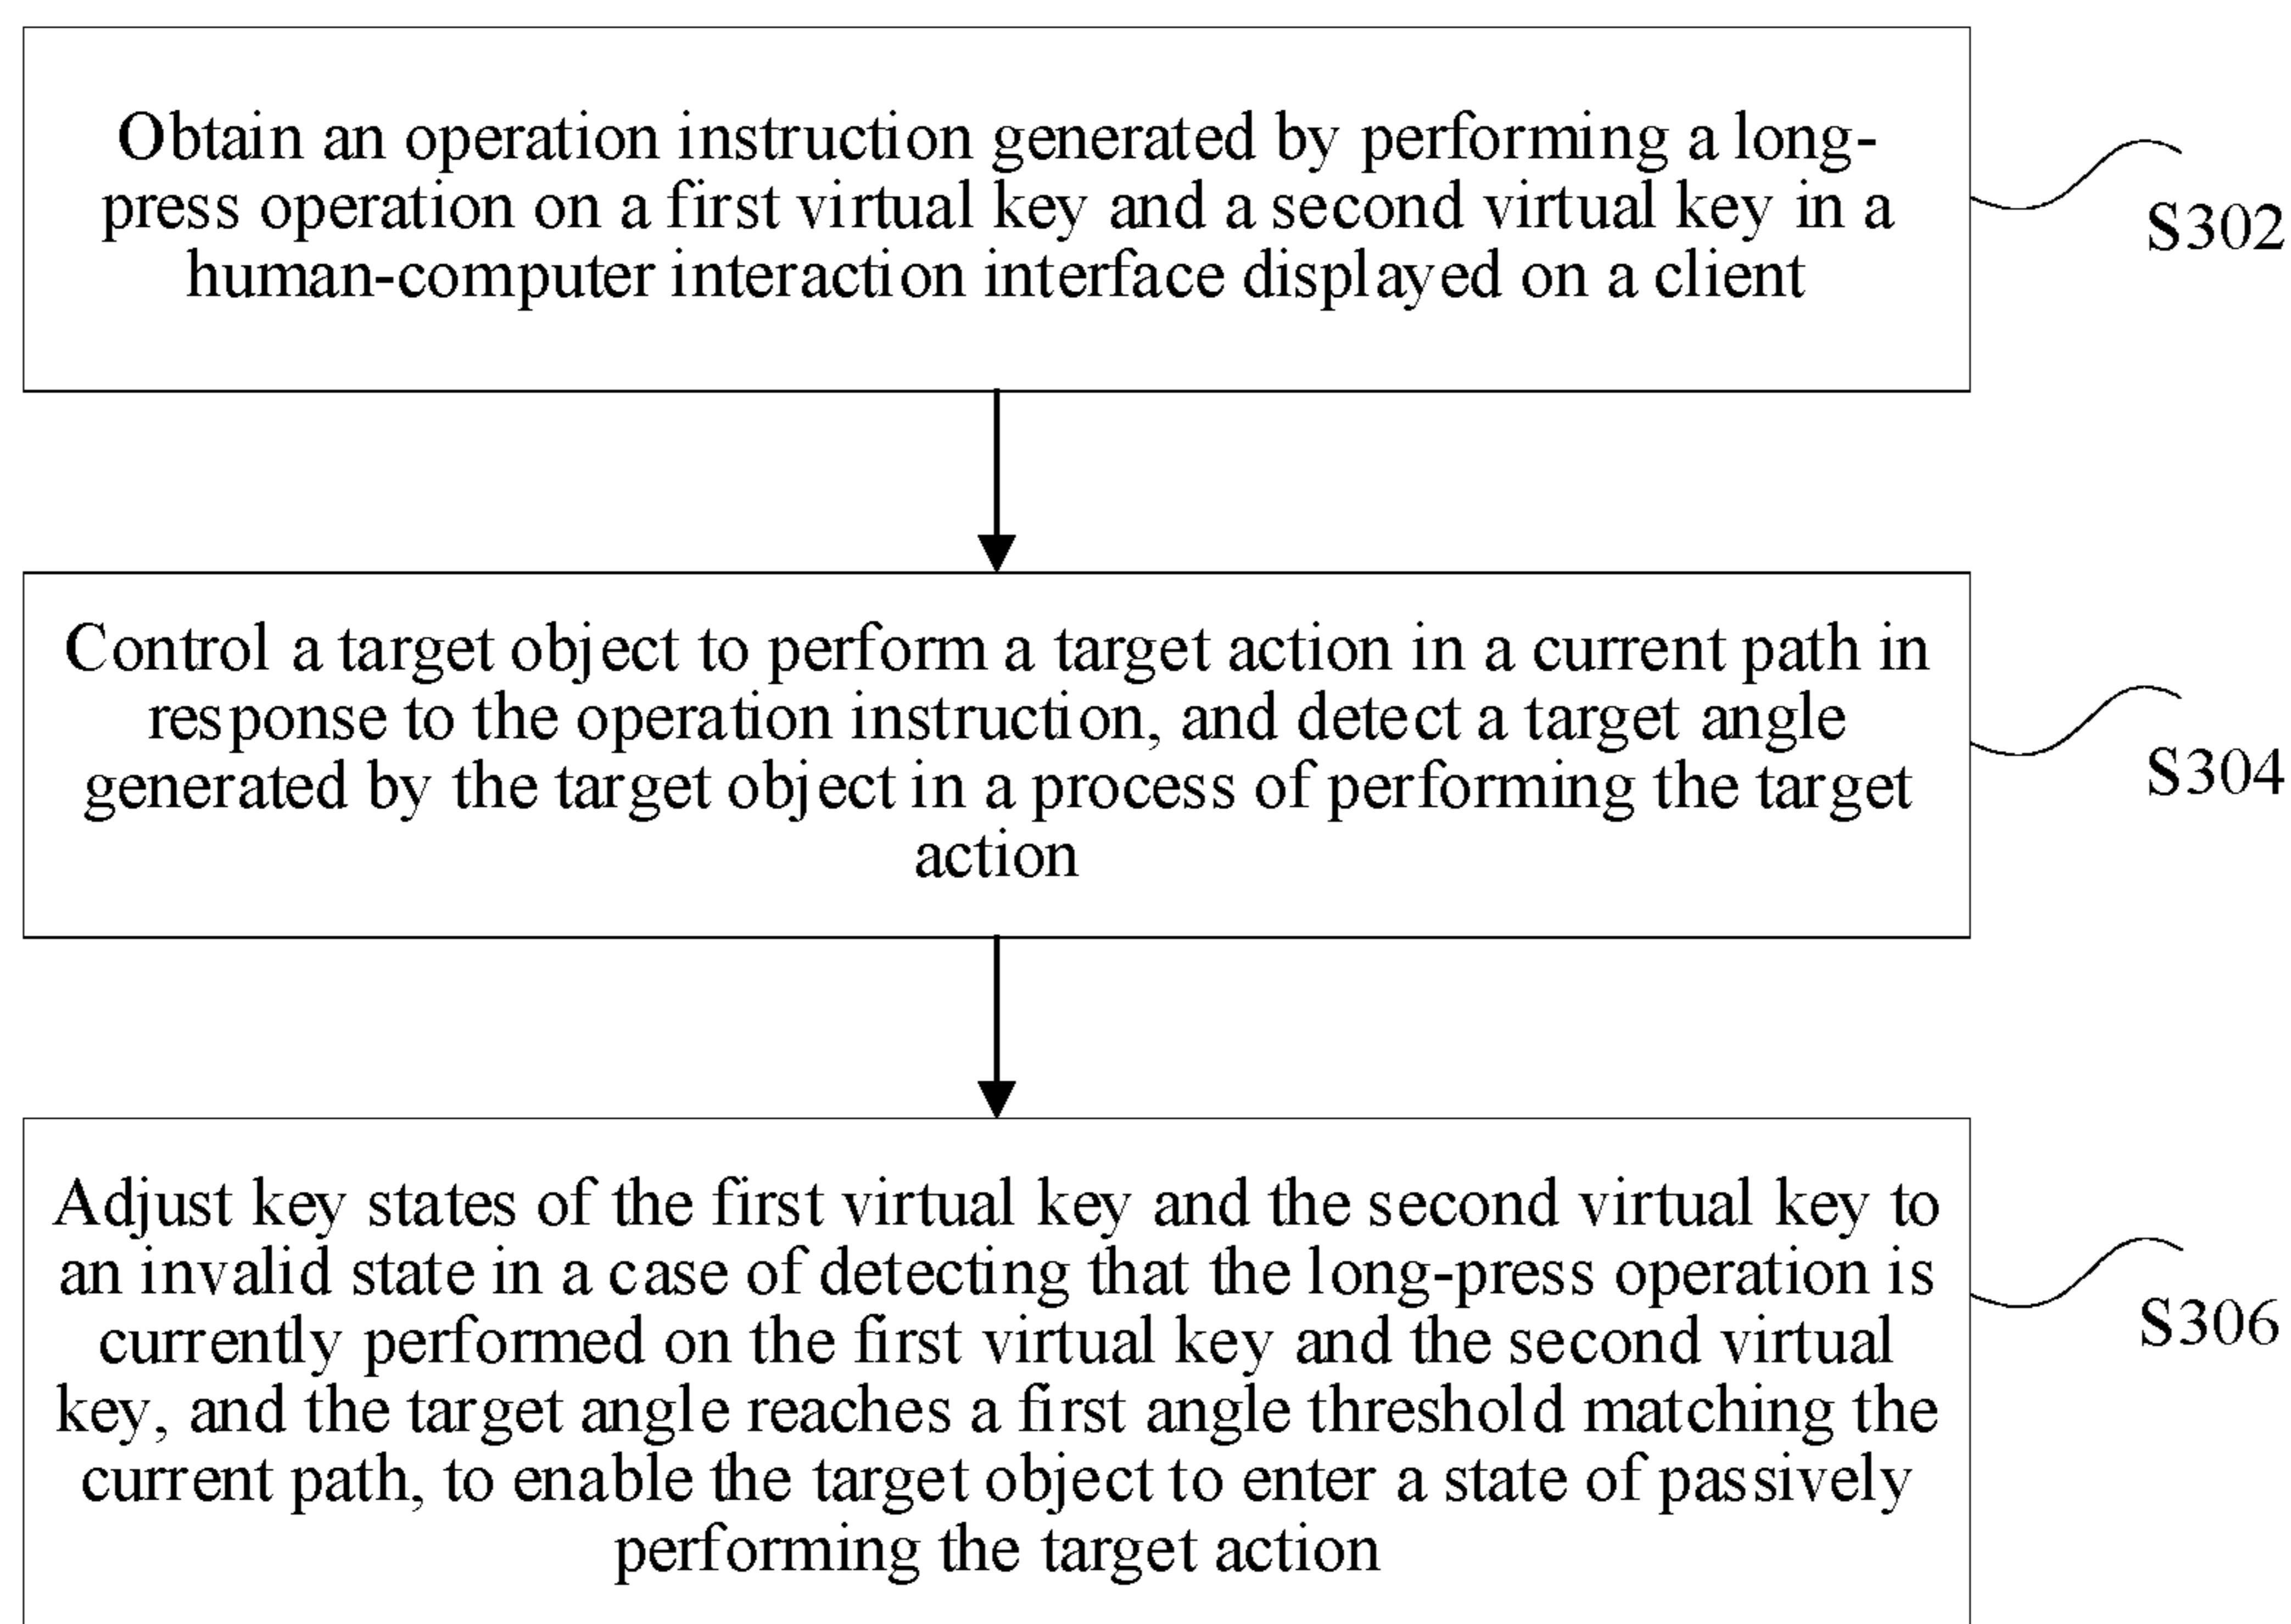 Obtain an operation instruction generated by performing a long-
press operation on a first virtual key and a second virtual key in a
human-computer interaction interface displayed on a client
S302
Control a target object to perform a target action in a current path in
response to the operation instruction, and detect a target angle
generated by the target object in a process of performing the target
action
S304
Adjust key states of the first virtual key and the second virtual key to
an invalid state in a case of detecting that the long-press operation is
currently performed on the first virtual key and the second virtual
key, and the target angle reaches a first angle threshold matching the
current path, to enable the target object to enter a state of passively
performing the target action
S306